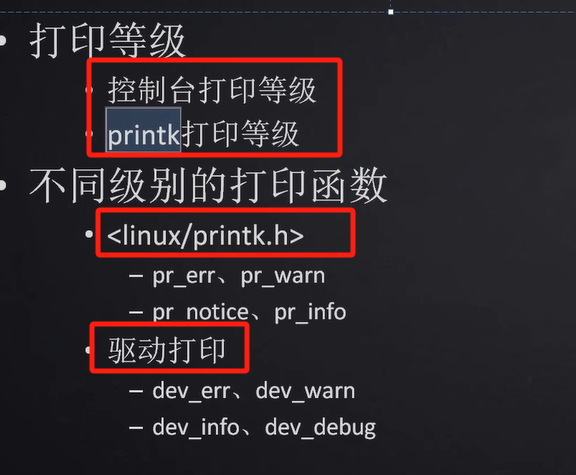 • 打印等级
• 控制台打印等级
• printk打印等级
• 不同级别的打印函数
• <linux/printk.h>
– pr_err、pr_warn
– pr_notice、pr_info
• 驱动打印
– dev_err、dev_warn
– dev_info、dev_debug